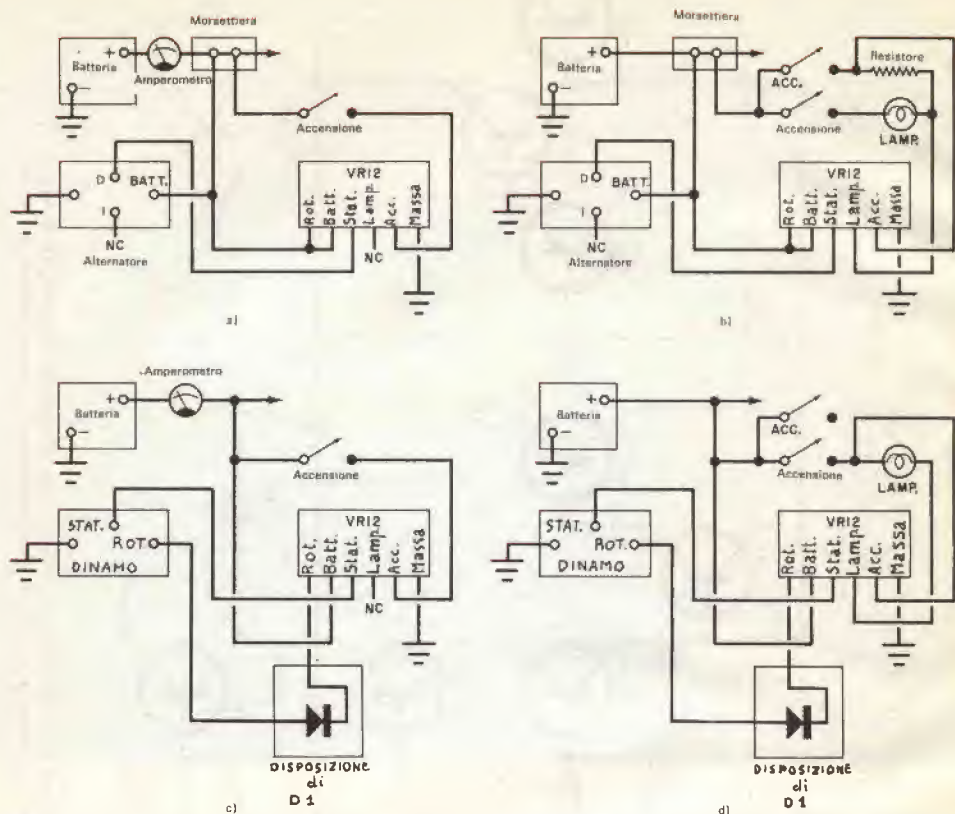 Morsettiera
+
Batteria
-
Amperometro
Accensione
D
BATT.
I
NC
Alternatore
VR12
Rot.
Batt.
Stat.
Lamp.
Acc.
Massa
NC
a)
Morsettiera
+
Batteria
-
ACC.
Resistore
Accensione
LAMP.
D
BATT.
I
NC
Alternatore
VR12
Rot.
Batt.
Stat.
Lamp.
Acc.
Massa
b)
Amperometro
+
Batteria
-
Accensione
STAT.
ROT.
DINAMO
VR12
Rot.
Batt.
Stat.
Lamp.
Acc.
Massa
NC
DISPOSIZIONE
di
D1
c)
+
Batteria
-
ACC.
Accensione
LAMP.
STAT.
ROT.
DINAMO
VR12
Rot.
Batt.
Stat.
Lamp.
Acc.
Massa
DISPOSIZIONE
di
D1
d)